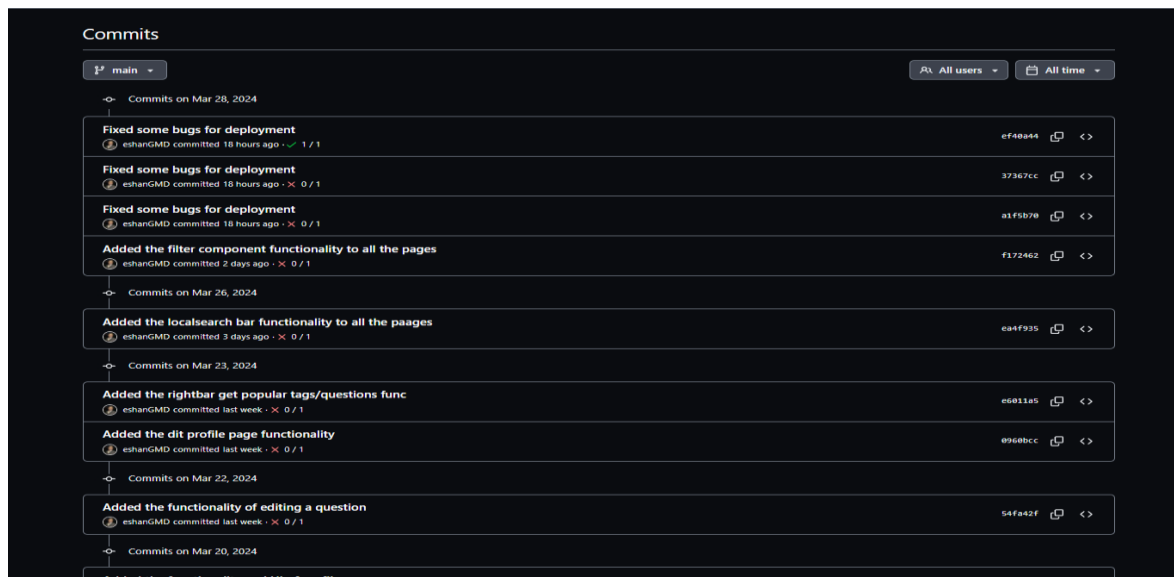 Commits
main
All users
All time
Commits on Mar 28, 2024
Fixed some bugs for deployment
eshanGMD committed 18 hours ago · ✓ 1 / 1
ef40a44
Fixed some bugs for deployment
eshanGMD committed 18 hours ago · × 0 / 1
37367cc
Fixed some bugs for deployment
eshanGMD committed 18 hours ago · × 0 / 1
a1f5b70
Added the filter component functionality to all the pages
eshanGMD committed 2 days ago · × 0 / 1
f172462
Commits on Mar 26, 2024
Added the localsearch bar functionality to all the paages
eshanGMD committed 3 days ago · × 0 / 1
ea4f935
Commits on Mar 23, 2024
Added the rightbar get popular tags/questions func
eshanGMD committed last week · × 0 / 1
e6011a5
Added the dit profile page functionality
eshanGMD committed last week · × 0 / 1
0960bcc
Commits on Mar 22, 2024
Added the functionality of editing a question
eshanGMD committed last week · × 0 / 1
54fa42f
Commits on Mar 20, 2024